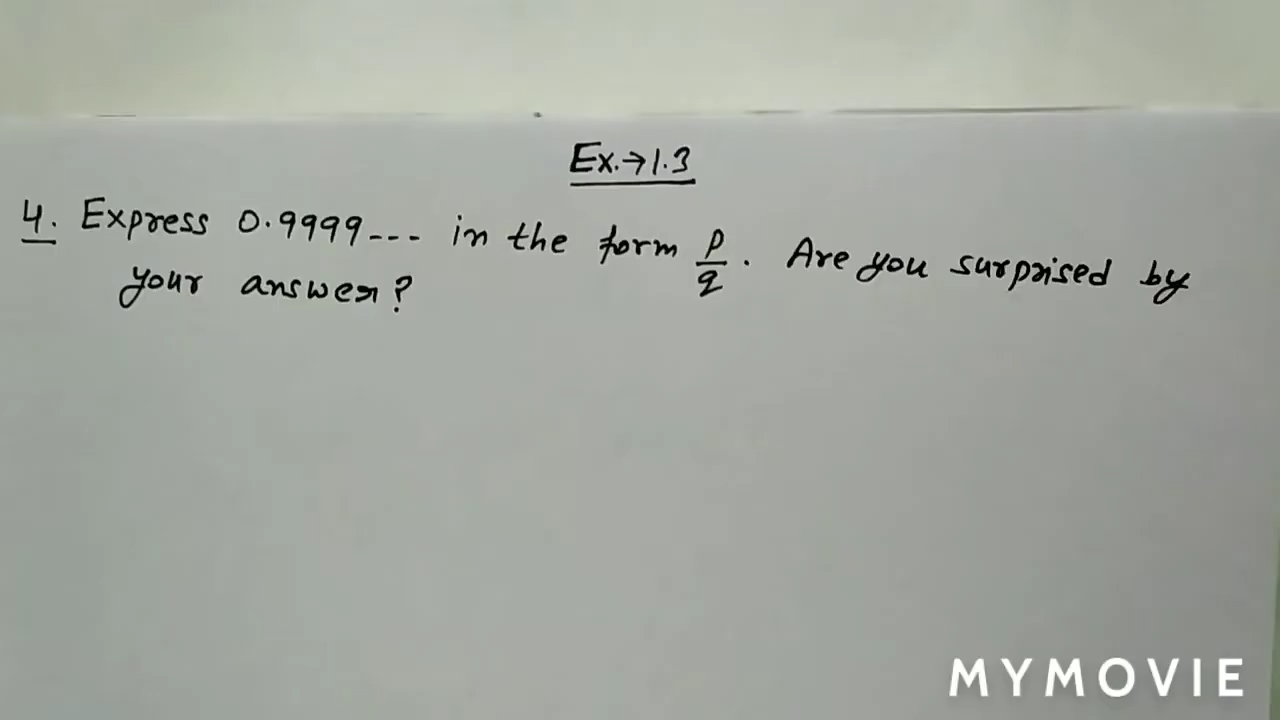 Ex.→1.3
4. Express 0.9999--- in the form p/q. Are you surprised by
your answer?
MYMOVIE